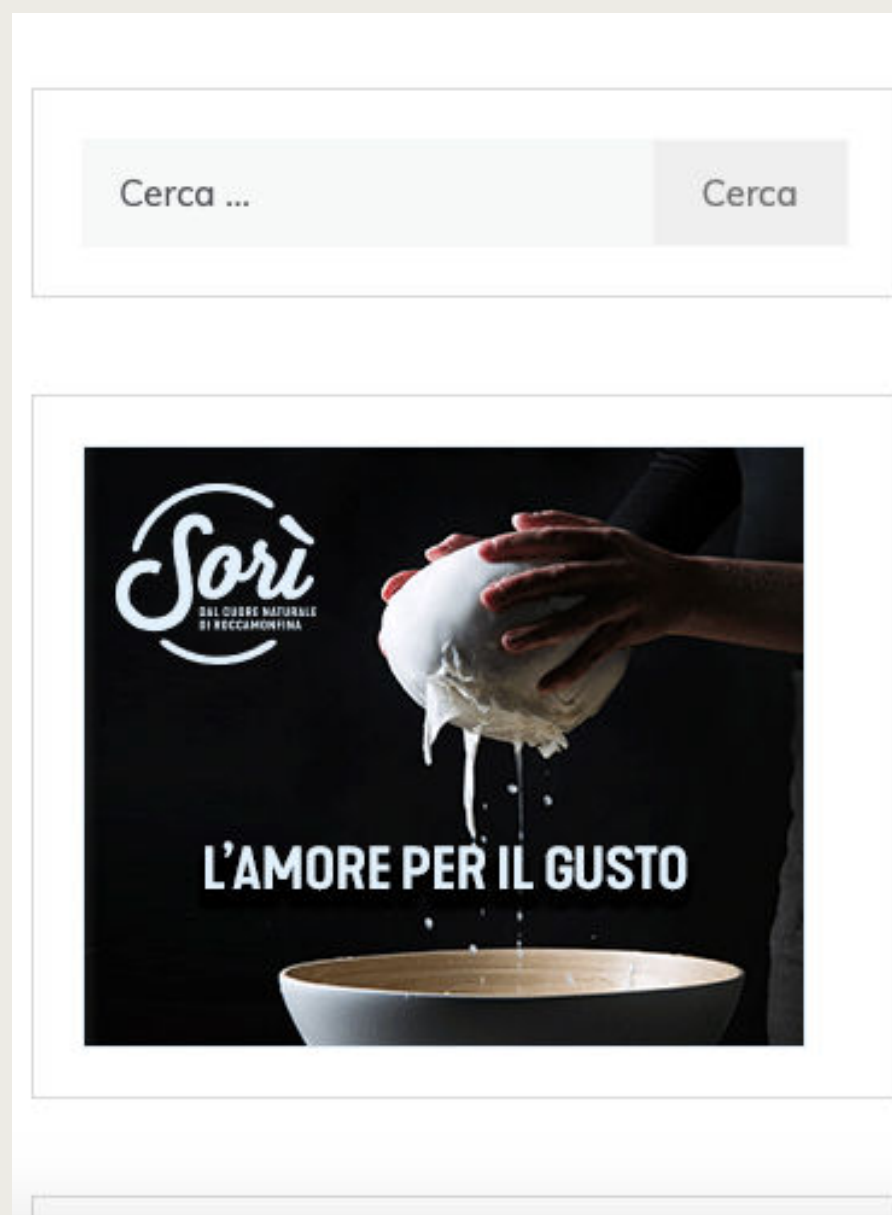 Cerca ... Cerca
Sorì
DAL CUORE NATURALE
DI ROCCAMONFINA
L'AMORE PER IL GUSTO